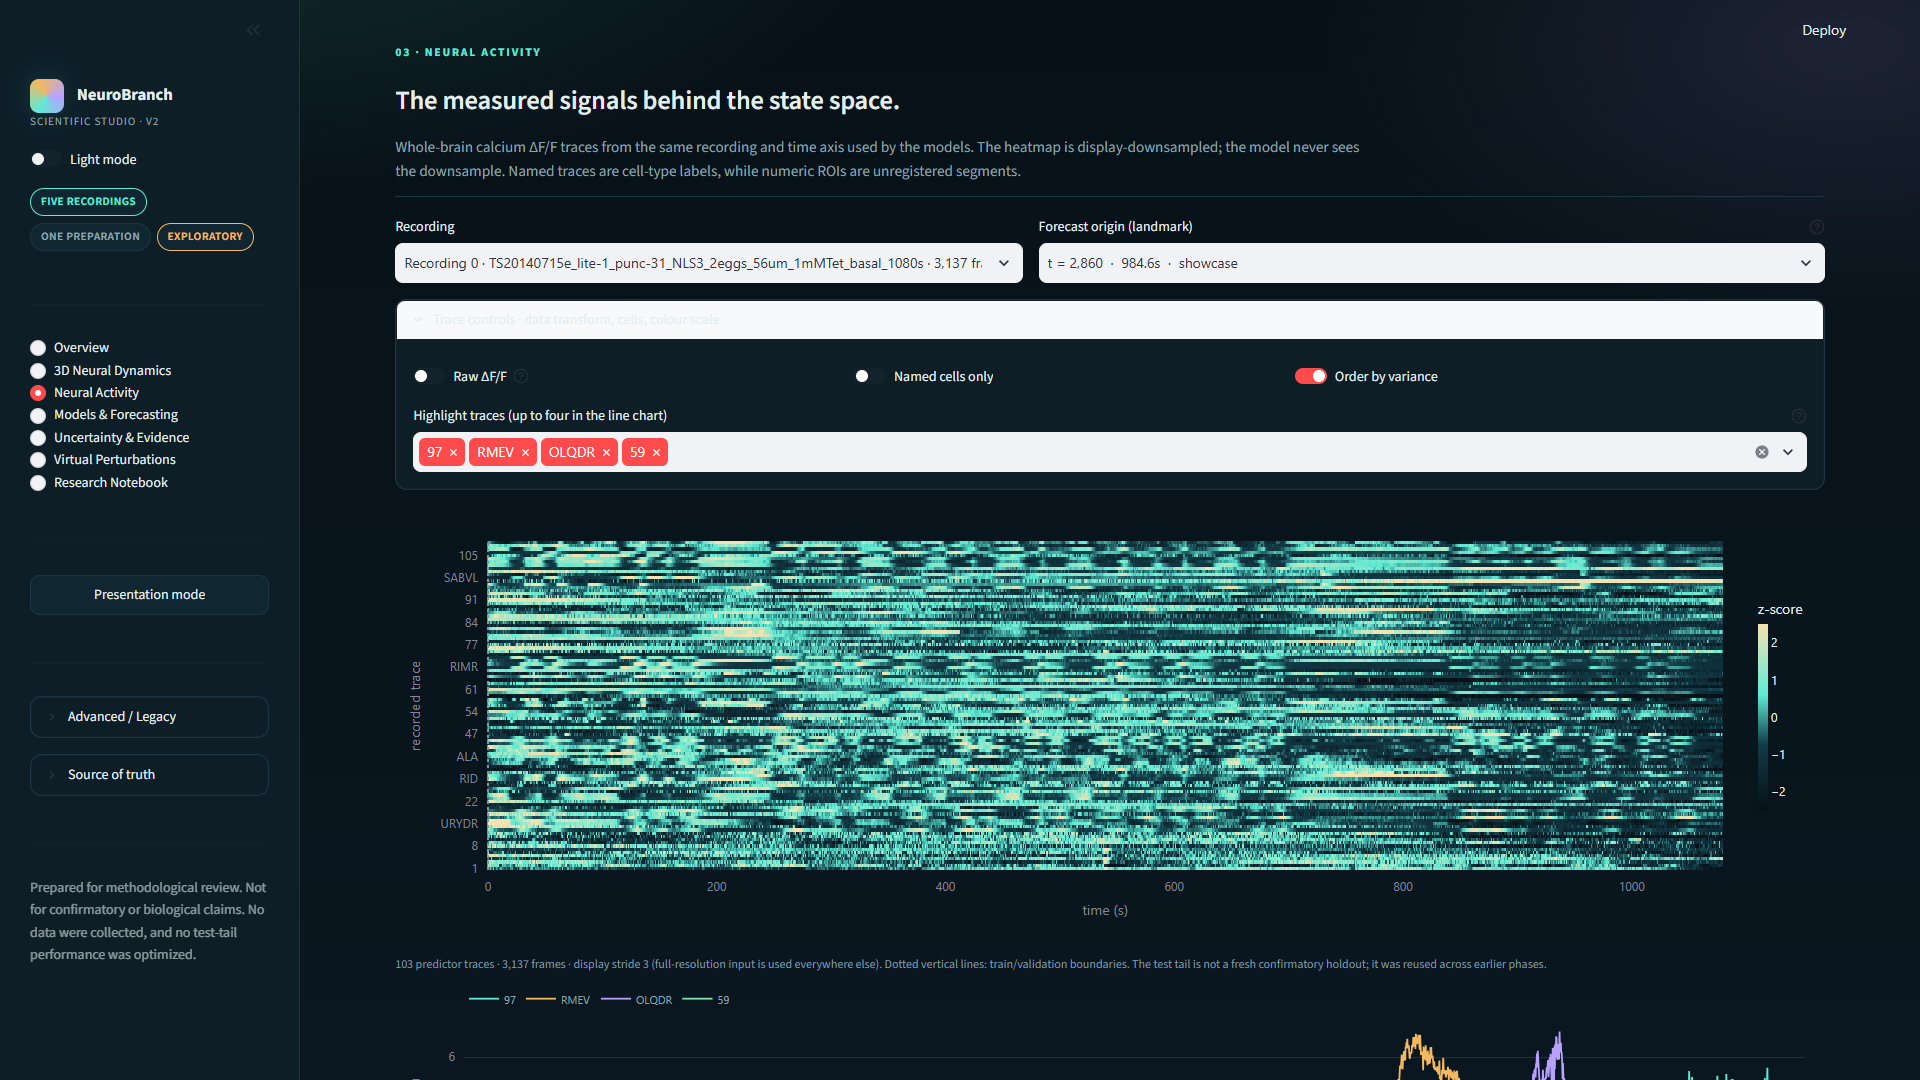 Deploy
NeuroBranch
SCIENTIFIC STUDIO · V2
Light mode
FIVE RECORDINGS
ONE PREPARATION
EXPLORATORY
Overview
3D Neural Dynamics
Neural Activity
Models & Forecasting
Uncertainty & Evidence
Virtual Perturbations
Research Notebook
Presentation mode
Advanced / Legacy
Source of truth
Prepared for methodological review. Not
for confirmatory or biological claims. No
data were collected, and no test-tail
performance was optimized.
03 · NEURAL ACTIVITY
The measured signals behind the state space.
Whole-brain calcium ΔF/F traces from the same recording and time axis used by the models. The heatmap is display-downsampled; the model never sees
the downsample. Named traces are cell-type labels, while numeric ROIs are unregistered segments.
Recording
Recording 0 · TS20140715e_lite-1_punc-31_NLS3_2eggs_56um_1mMTet_basal_1080s · 3,137 fr
Forecast origin (landmark)
t = 2,860 · 984.6s · showcase
Trace controls · data transform, cells, colour scale
Raw ΔF/F
Named cells only
Order by variance
Highlight traces (up to four in the line chart)
97 × RMEV × OLQDR × 59 ×
recorded trace
105
SABVL
91
84
77
RIMR
61
54
47
ALA
RID
22
URYDR
8
1
0 200 400 600 800 1000
time (s)
z-score
2
1
0
−1
−2
103 predictor traces · 3,137 frames · display stride 3 (full-resolution input is used everywhere else). Dotted vertical lines: train/validation boundaries. The test tail is not a fresh confirmatory holdout; it was reused across earlier phases.
97 RMEV OLQDR 59
6